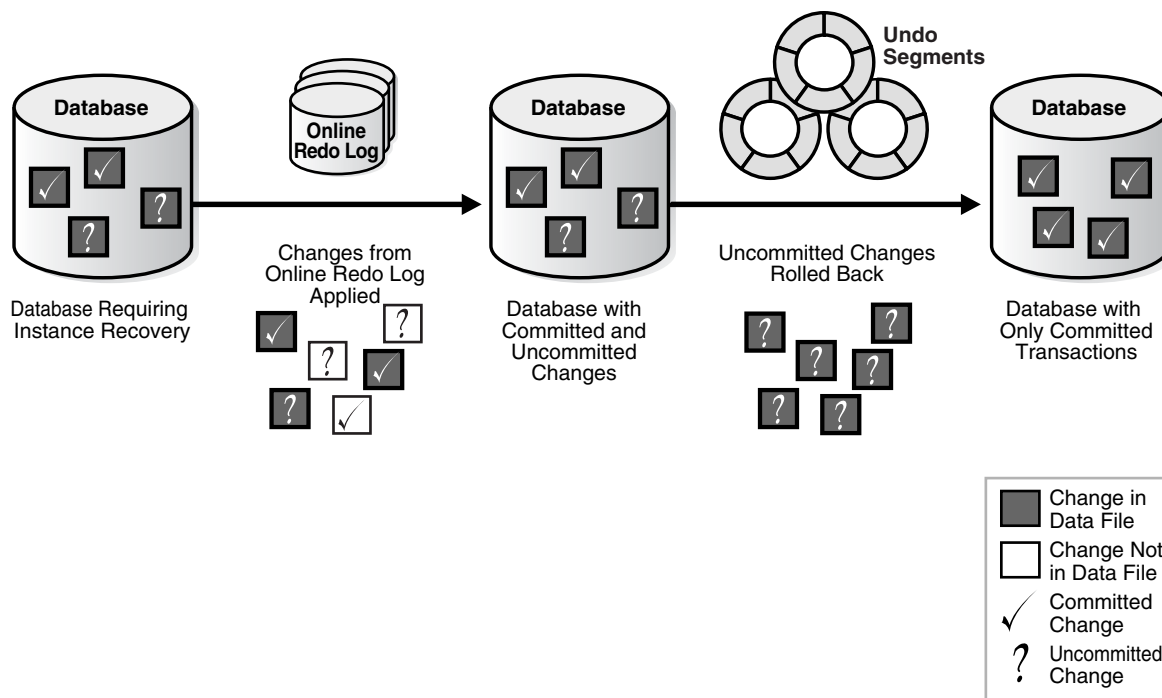 Undo
Segments
Database
Online
Redo Log
Database
Database
Changes from
Online Redo Log
Applied
Uncommitted Changes
Rolled Back
Database Requiring
Instance Recovery
Database with
Committed and
Uncommitted
Changes
Database with
Only Committed
Transactions
?
?
?
?
?
?
?
?
?
?
?
?
?
Change in
Data File
Change Not
in Data File
Committed
Change
?
Uncommitted
Change